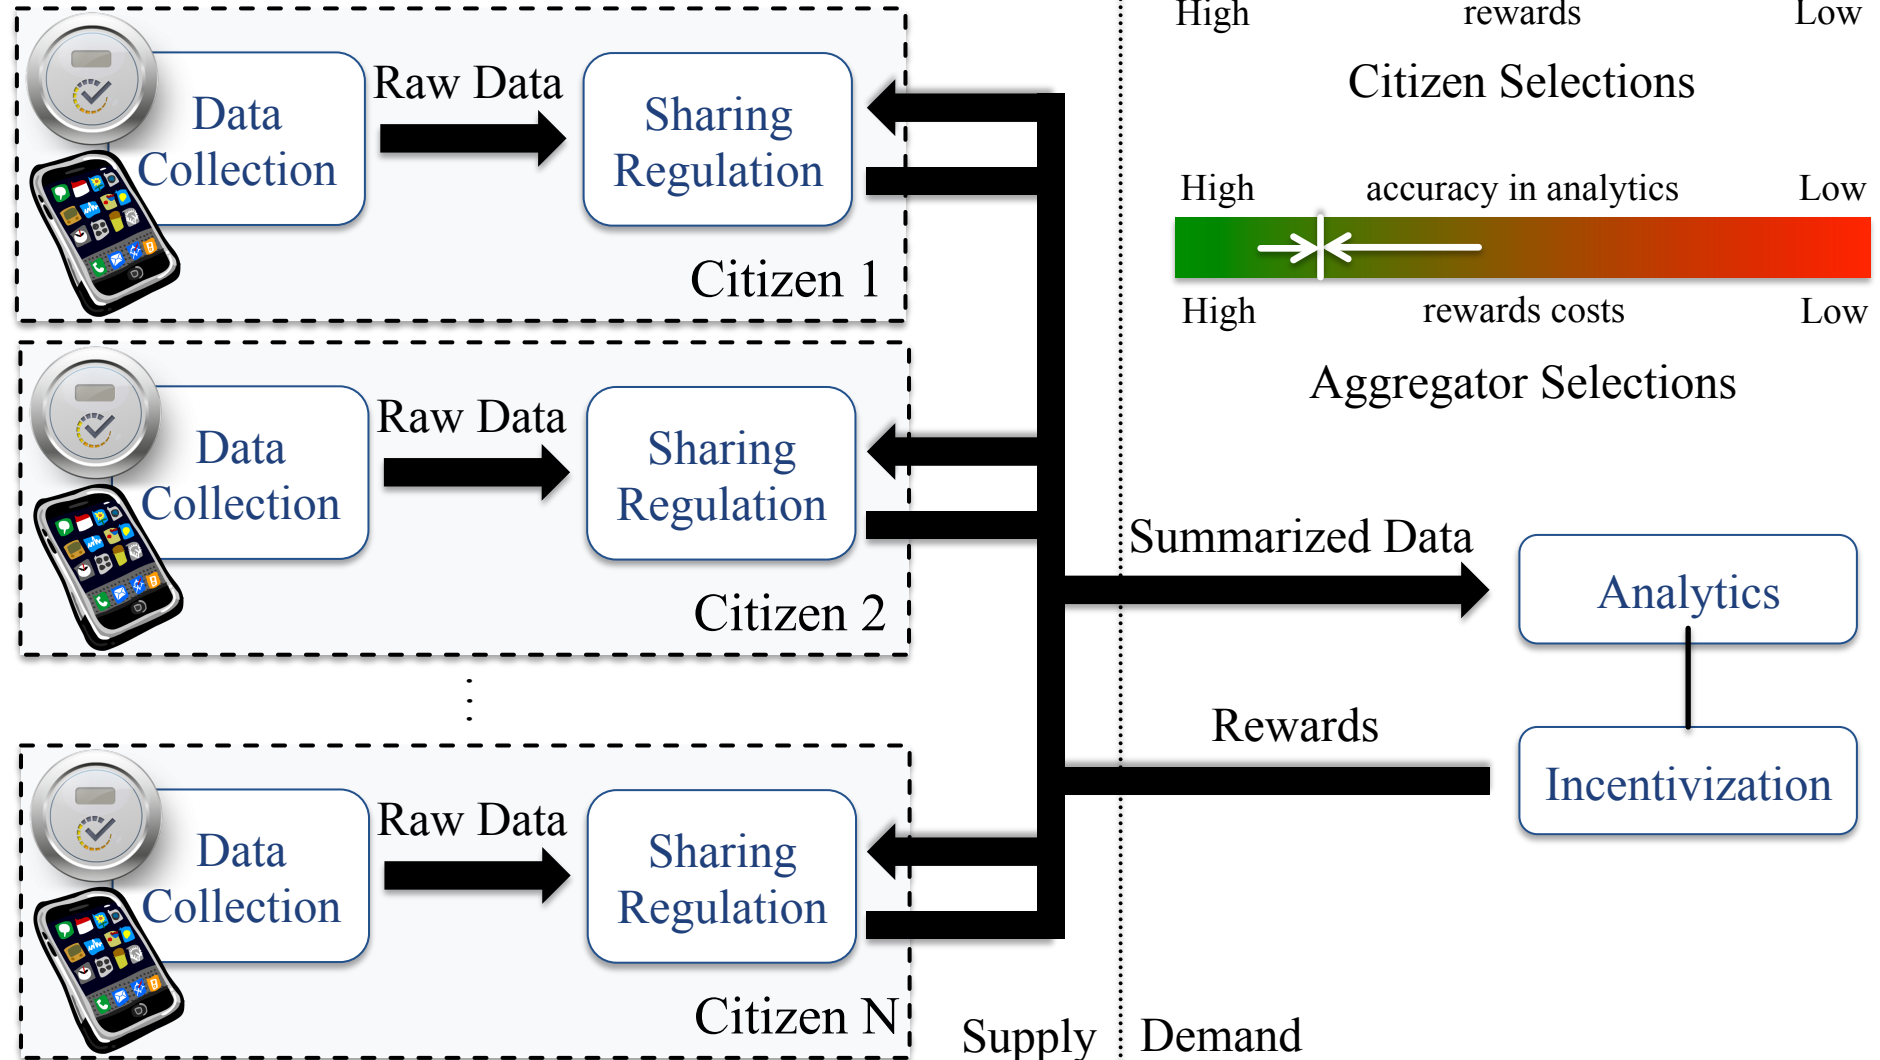 High rewards Low
Citizen Selections
High accuracy in analytics Low
High rewards costs Low
Aggregator Selections
Raw Data
Data
Collection
Sharing
Regulation
Citizen 1
Raw Data
Data
Collection
Sharing
Regulation
Citizen 2
Summarized Data
Analytics
Rewards
Incentivization
Raw Data
Data
Collection
Sharing
Regulation
Citizen N
Supply
Demand